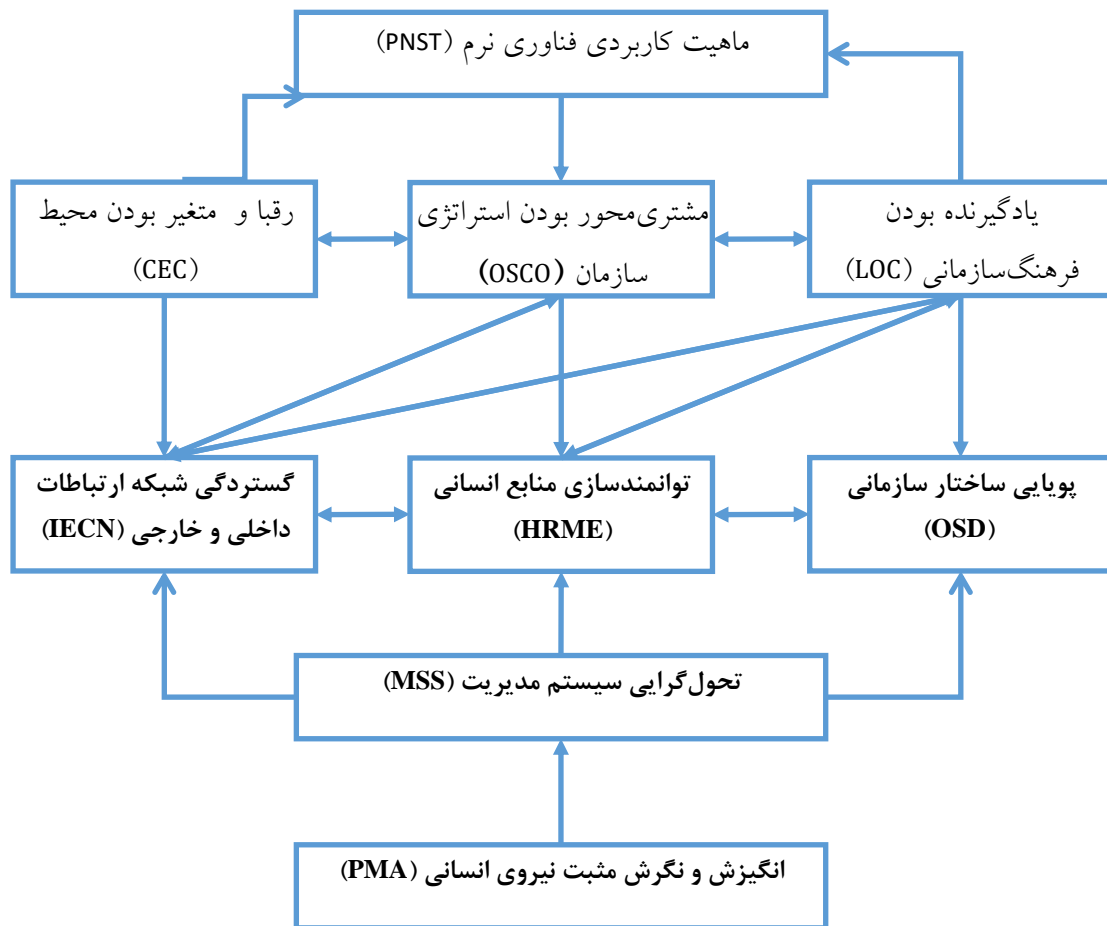 ماهیت کاربردی فناوری نرم (PNST)
یادگیرنده بودن
فرهنگ‌سازمانی (LOC)
مشتری‌محور بودن استراتژی
سازمان (OSCO)
رقبا و متغیر بودن محیط
(CEC)
پویایی ساختار سازمانی
(OSD)
توانمندسازی منابع انسانی
(HRME)
گستردگی شبکه ارتباطات
داخلی و خارجی (IECN)
تحول‌گرایی سیستم مدیریت (MSS)
انگیزش و نگرش مثبت نیروی انسانی (PMA)